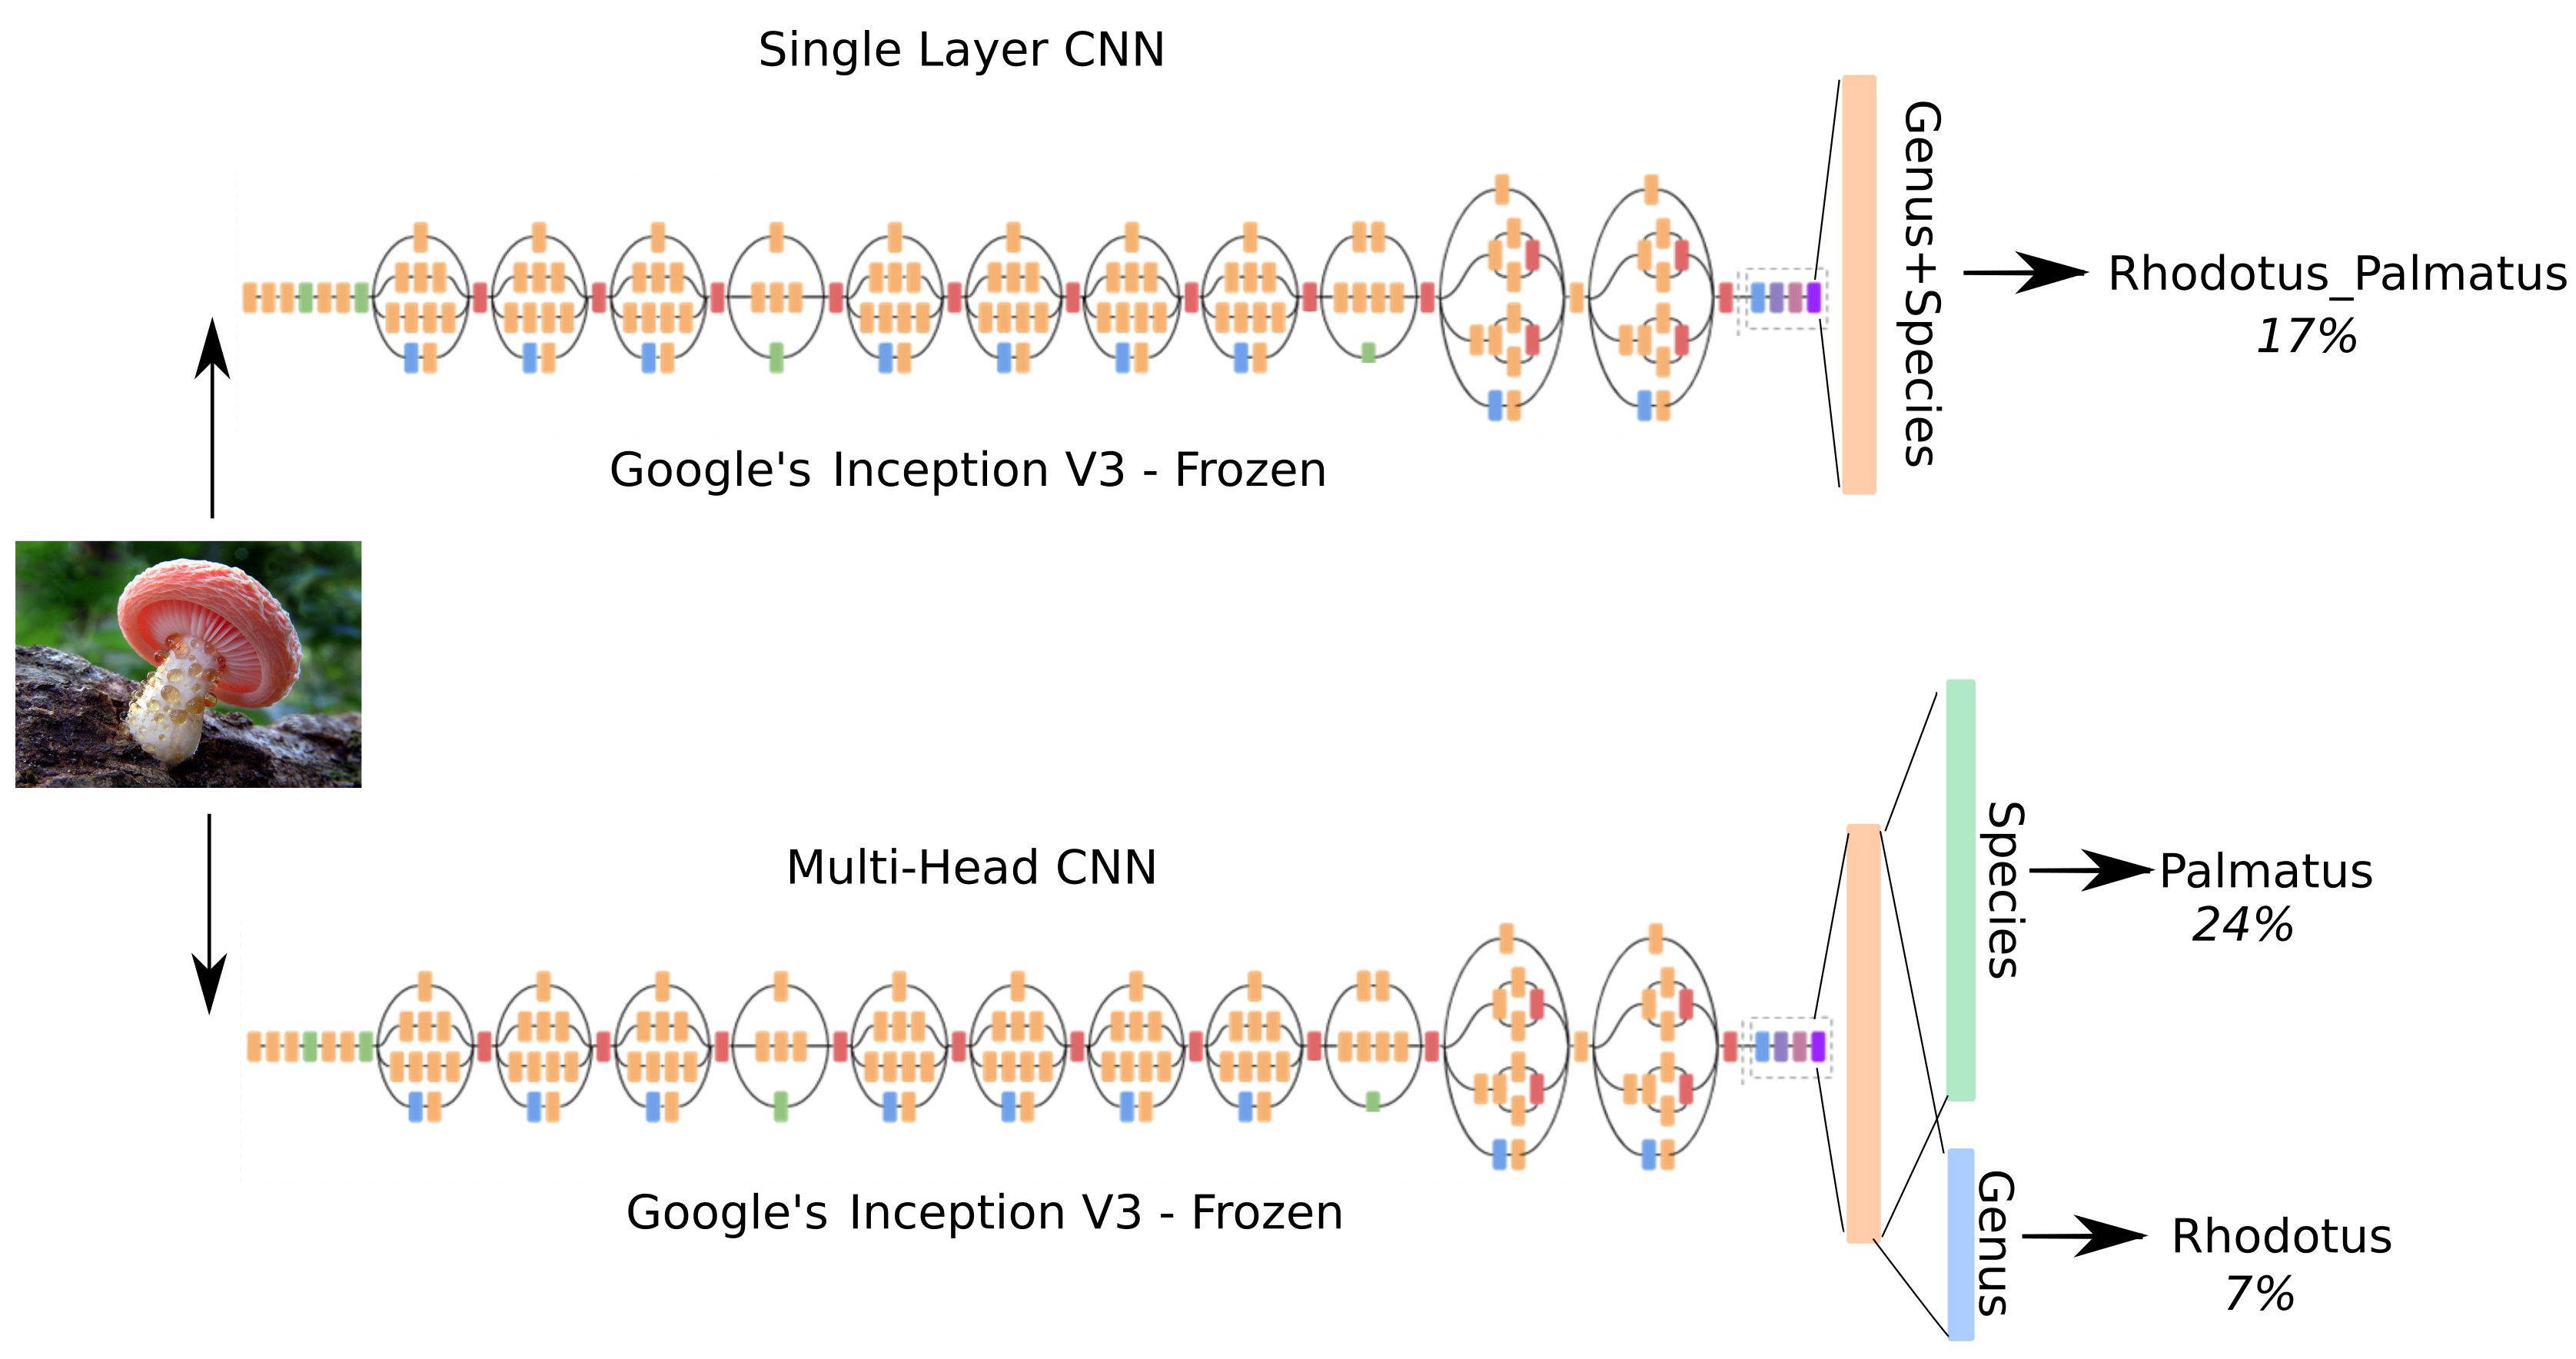 Single Layer CNN
Genus+Species
Rhodotus_Palmatus
17%
Google's Inception V3 - Frozen
Multi-Head CNN
Species
Palmatus
24%
Google's Inception V3 - Frozen
Genus
Rhodotus
7%